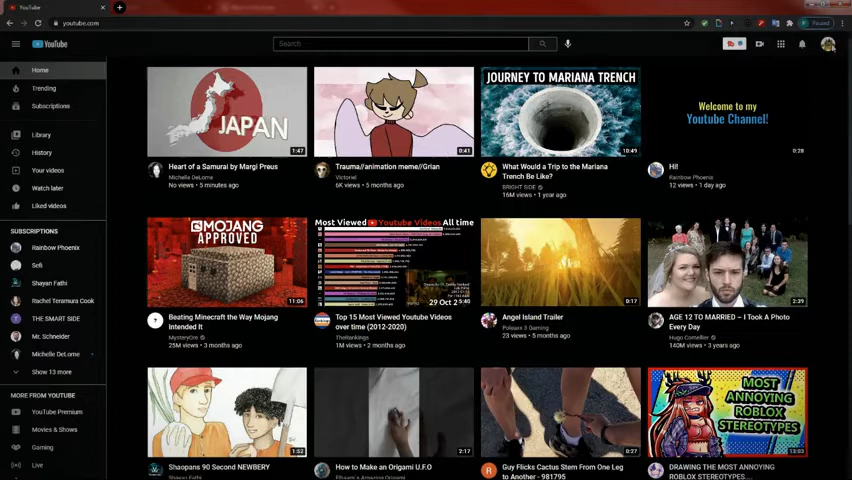 YouTube
youtube.com
Paused
YouTube
Search
Home
Trending
Subscriptions
Library
History
Your videos
Watch later
Liked videos
SUBSCRIPTIONS
Rainbow Phoenix
Sefi
Shayan Fathi
Rachel Teramura Cook
THE SMART SIDE
Mr. Schneider
Michelle DeLorme
Show 13 more
MORE FROM YOUTUBE
YouTube Premium
Movies & Shows
Gaming
Live
JAPAN
1:47
Heart of a Samurai by Margi Preus
Michelle DeLorme
No views • 5 minutes ago
0:41
Trauma//animation meme//Grian
Victoriel
6K views • 5 months ago
JOURNEY TO MARIANA TRENCH
10:49
What Would a Trip to the Mariana
Trench Be Like?
BRIGHT SIDE
16M views • 1 year ago
Welcome to my
Youtube Channel!
0:28
Hi!
Rainbow Phoenix
12 views • 1 day ago
MOJANG
APPROVED
11:06
Beating Minecraft the Way Mojang
Intended It
MysteryOre
25M views • 3 months ago
Most Viewed Youtube Videos All time
29 Oct 2
5:40
Top 15 Most Viewed Youtube Videos
over time (2012-2020)
TheRankings
1M views • 2 months ago
0:17
Angel Island Trailer
Poleaxx 3 Gaming
23 views • 5 months ago
2:39
AGE 12 TO MARRIED – I Took A Photo
Every Day
Hugo Cornellier
140M views • 3 years ago
1:52
Shaopans 90 Second NEWBERY
2:17
How to Make an Origami U.F.O
0:27
Guy Flicks Cactus Stem From One Leg
to Another - 981795
MOST
ANNOYING
ROBLOX
STEREOTYPES
13:03
DRAWING THE MOST ANNOYING
ROBLOX STEREOTYPES....